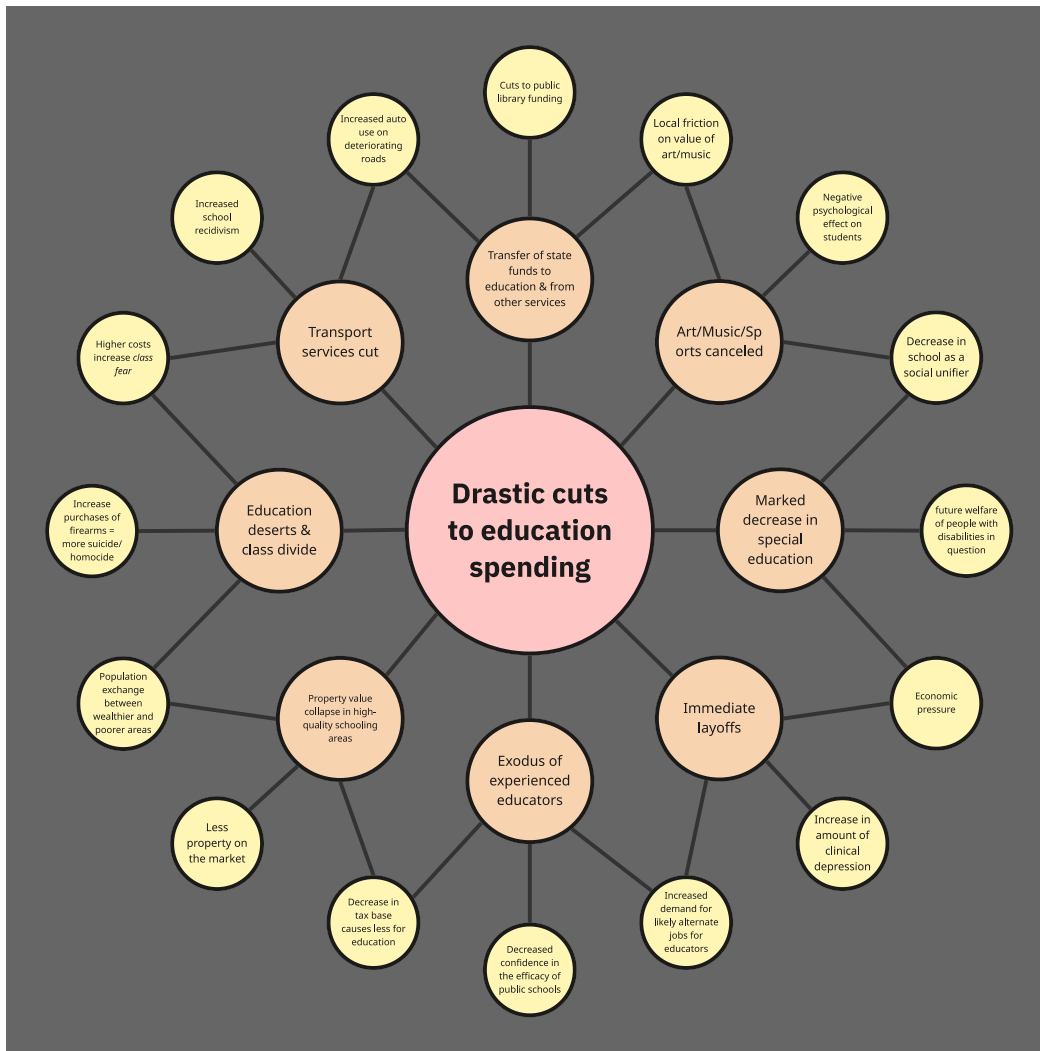 Cuts to public
library funding
Increased auto
use on
deteriorating
roads
Local friction
on value of
art/music
Increased
school
recidivism
Negative
psychological
effect on
students
Transfer of state
funds to
education & from
other services
Transport
services cut
Art/Music/Sp
orts canceled
Higher costs
increase class
fear
Decrease in
school as a
social unifier
Drastic cuts
to education
spending
Increase
purchases of
firearms =
more suicide/
homocide
Education
deserts &
class divide
Marked
decrease in
special
education
future welfare
of people with
disabilities in
question
Population
exchange
between
wealthier and
poorer areas
Property value
collapse in high-
quality schooling
areas
Immediate
layoffs
Economic
pressure
Exodus of
experienced
educators
Less
property on
the market
Increase in
amount of
clinical
depression
Decrease in
tax base
causes less for
education
Decreased
confidence in
the efficacy of
public schools
Increased
demand for
likely alternate
jobs for
educators